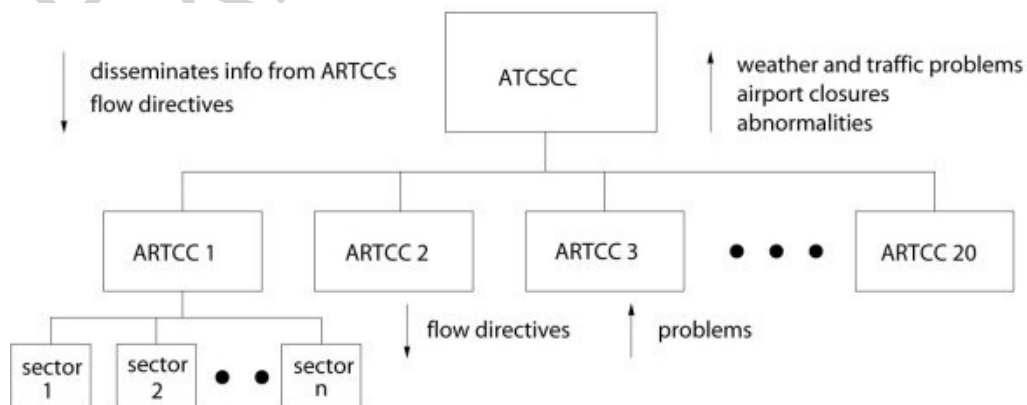 disseminates info from ARTCCs
flow directives
ATCSCC
weather and traffic problems
airport closures
abnormalities
ARTCC 1
ARTCC 2
ARTCC 3
ARTCC 20
flow directives
problems
sector
1
sector
2
sector
n